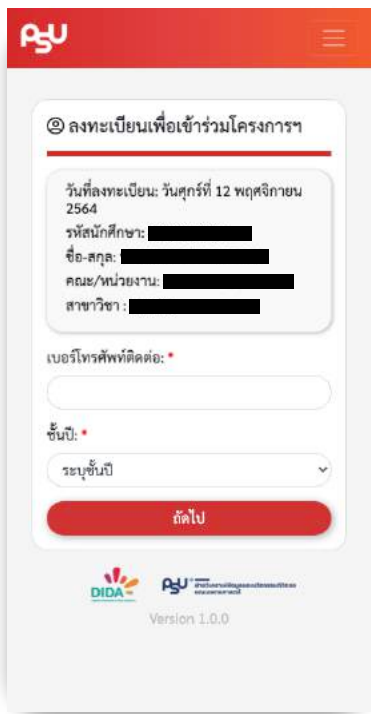 PSU
ลงทะเบียนเพื่อเข้าร่วมโครงการฯ
วันที่ลงทะเบียน: วันศุกร์ที่ 12 พฤศจิกายน
2564
รหัสนักศึกษา:
ชื่อ-สกุล:
คณะ/หน่วยงาน:
สาขาวิชา :
เบอร์โทรศัพท์ติดต่อ: *
ชั้นปี: *
ระบุชั้นปี
ถัดไป
DIDA PSU
Version 1.0.0